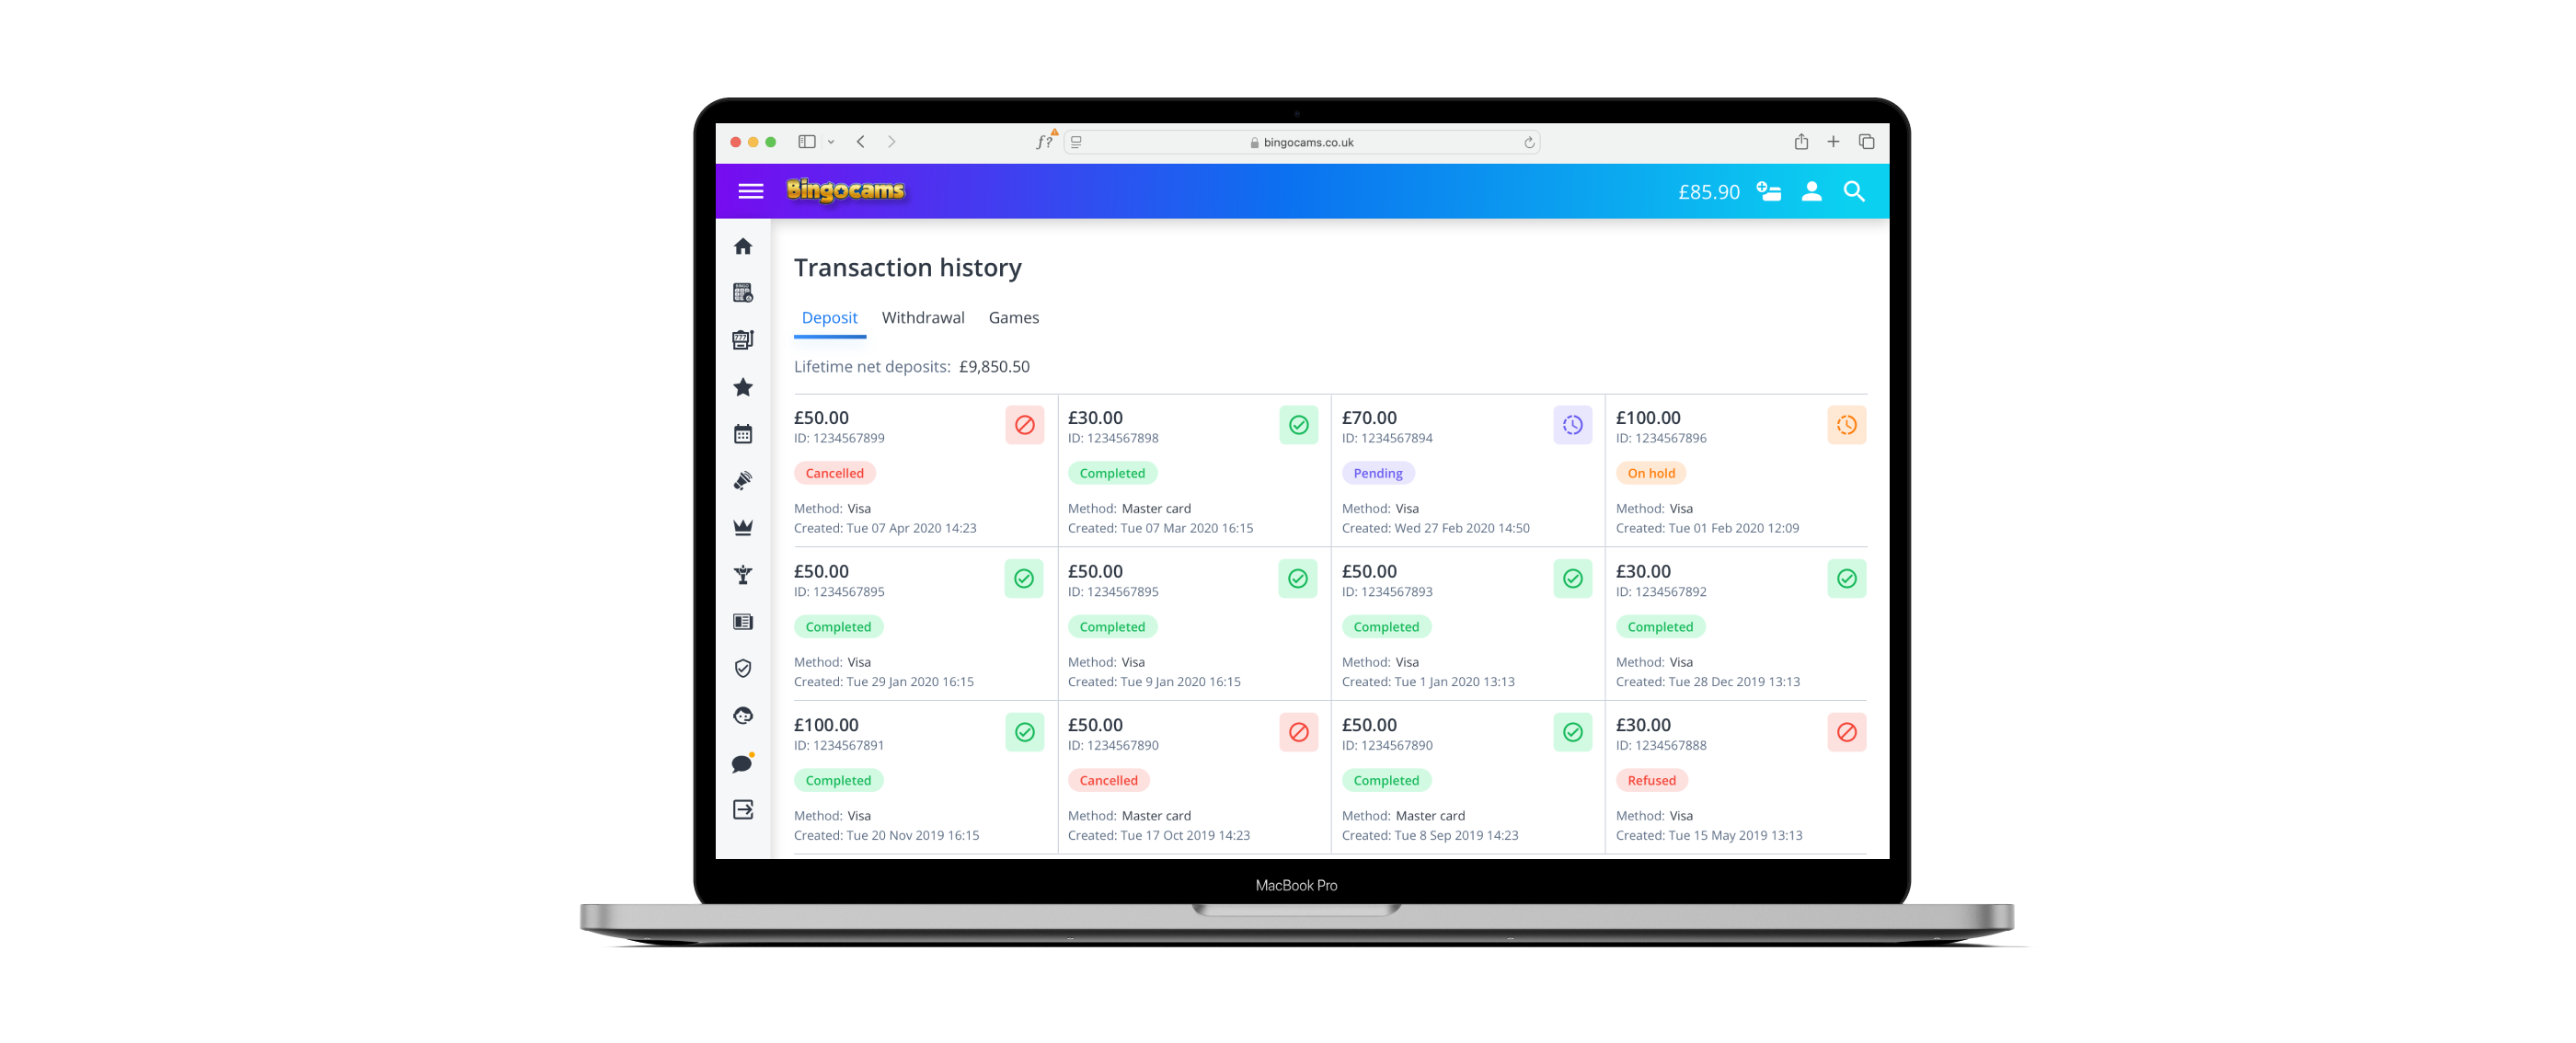 ƒ?
bingocams.co.uk
Bingocams
£85.90
Transaction history
Deposit Withdrawal Games
Lifetime net deposits: £9,850.50
£50.00
ID: 1234567899
Cancelled
Method: Visa
Created: Tue 07 Apr 2020 14:23
£30.00
ID: 1234567898
Completed
Method: Master card
Created: Tue 07 Mar 2020 16:15
£70.00
ID: 1234567894
Pending
Method: Visa
Created: Wed 27 Feb 2020 14:50
£100.00
ID: 1234567896
On hold
Method: Visa
Created: Tue 01 Feb 2020 12:09
£50.00
ID: 1234567895
Completed
Method: Visa
Created: Tue 29 Jan 2020 16:15
£50.00
ID: 1234567895
Completed
Method: Visa
Created: Tue 9 Jan 2020 16:15
£50.00
ID: 1234567893
Completed
Method: Visa
Created: Tue 1 Jan 2020 13:13
£30.00
ID: 1234567892
Completed
Method: Visa
Created: Tue 28 Dec 2019 13:13
£100.00
ID: 1234567891
Completed
Method: Visa
Created: Tue 20 Nov 2019 16:15
£50.00
ID: 1234567890
Cancelled
Method: Master card
Created: Tue 17 Oct 2019 14:23
£50.00
ID: 1234567890
Completed
Method: Master card
Created: Tue 8 Sep 2019 14:23
£30.00
ID: 1234567888
Refused
Method: Visa
Created: Tue 15 May 2019 13:13
MacBook Pro